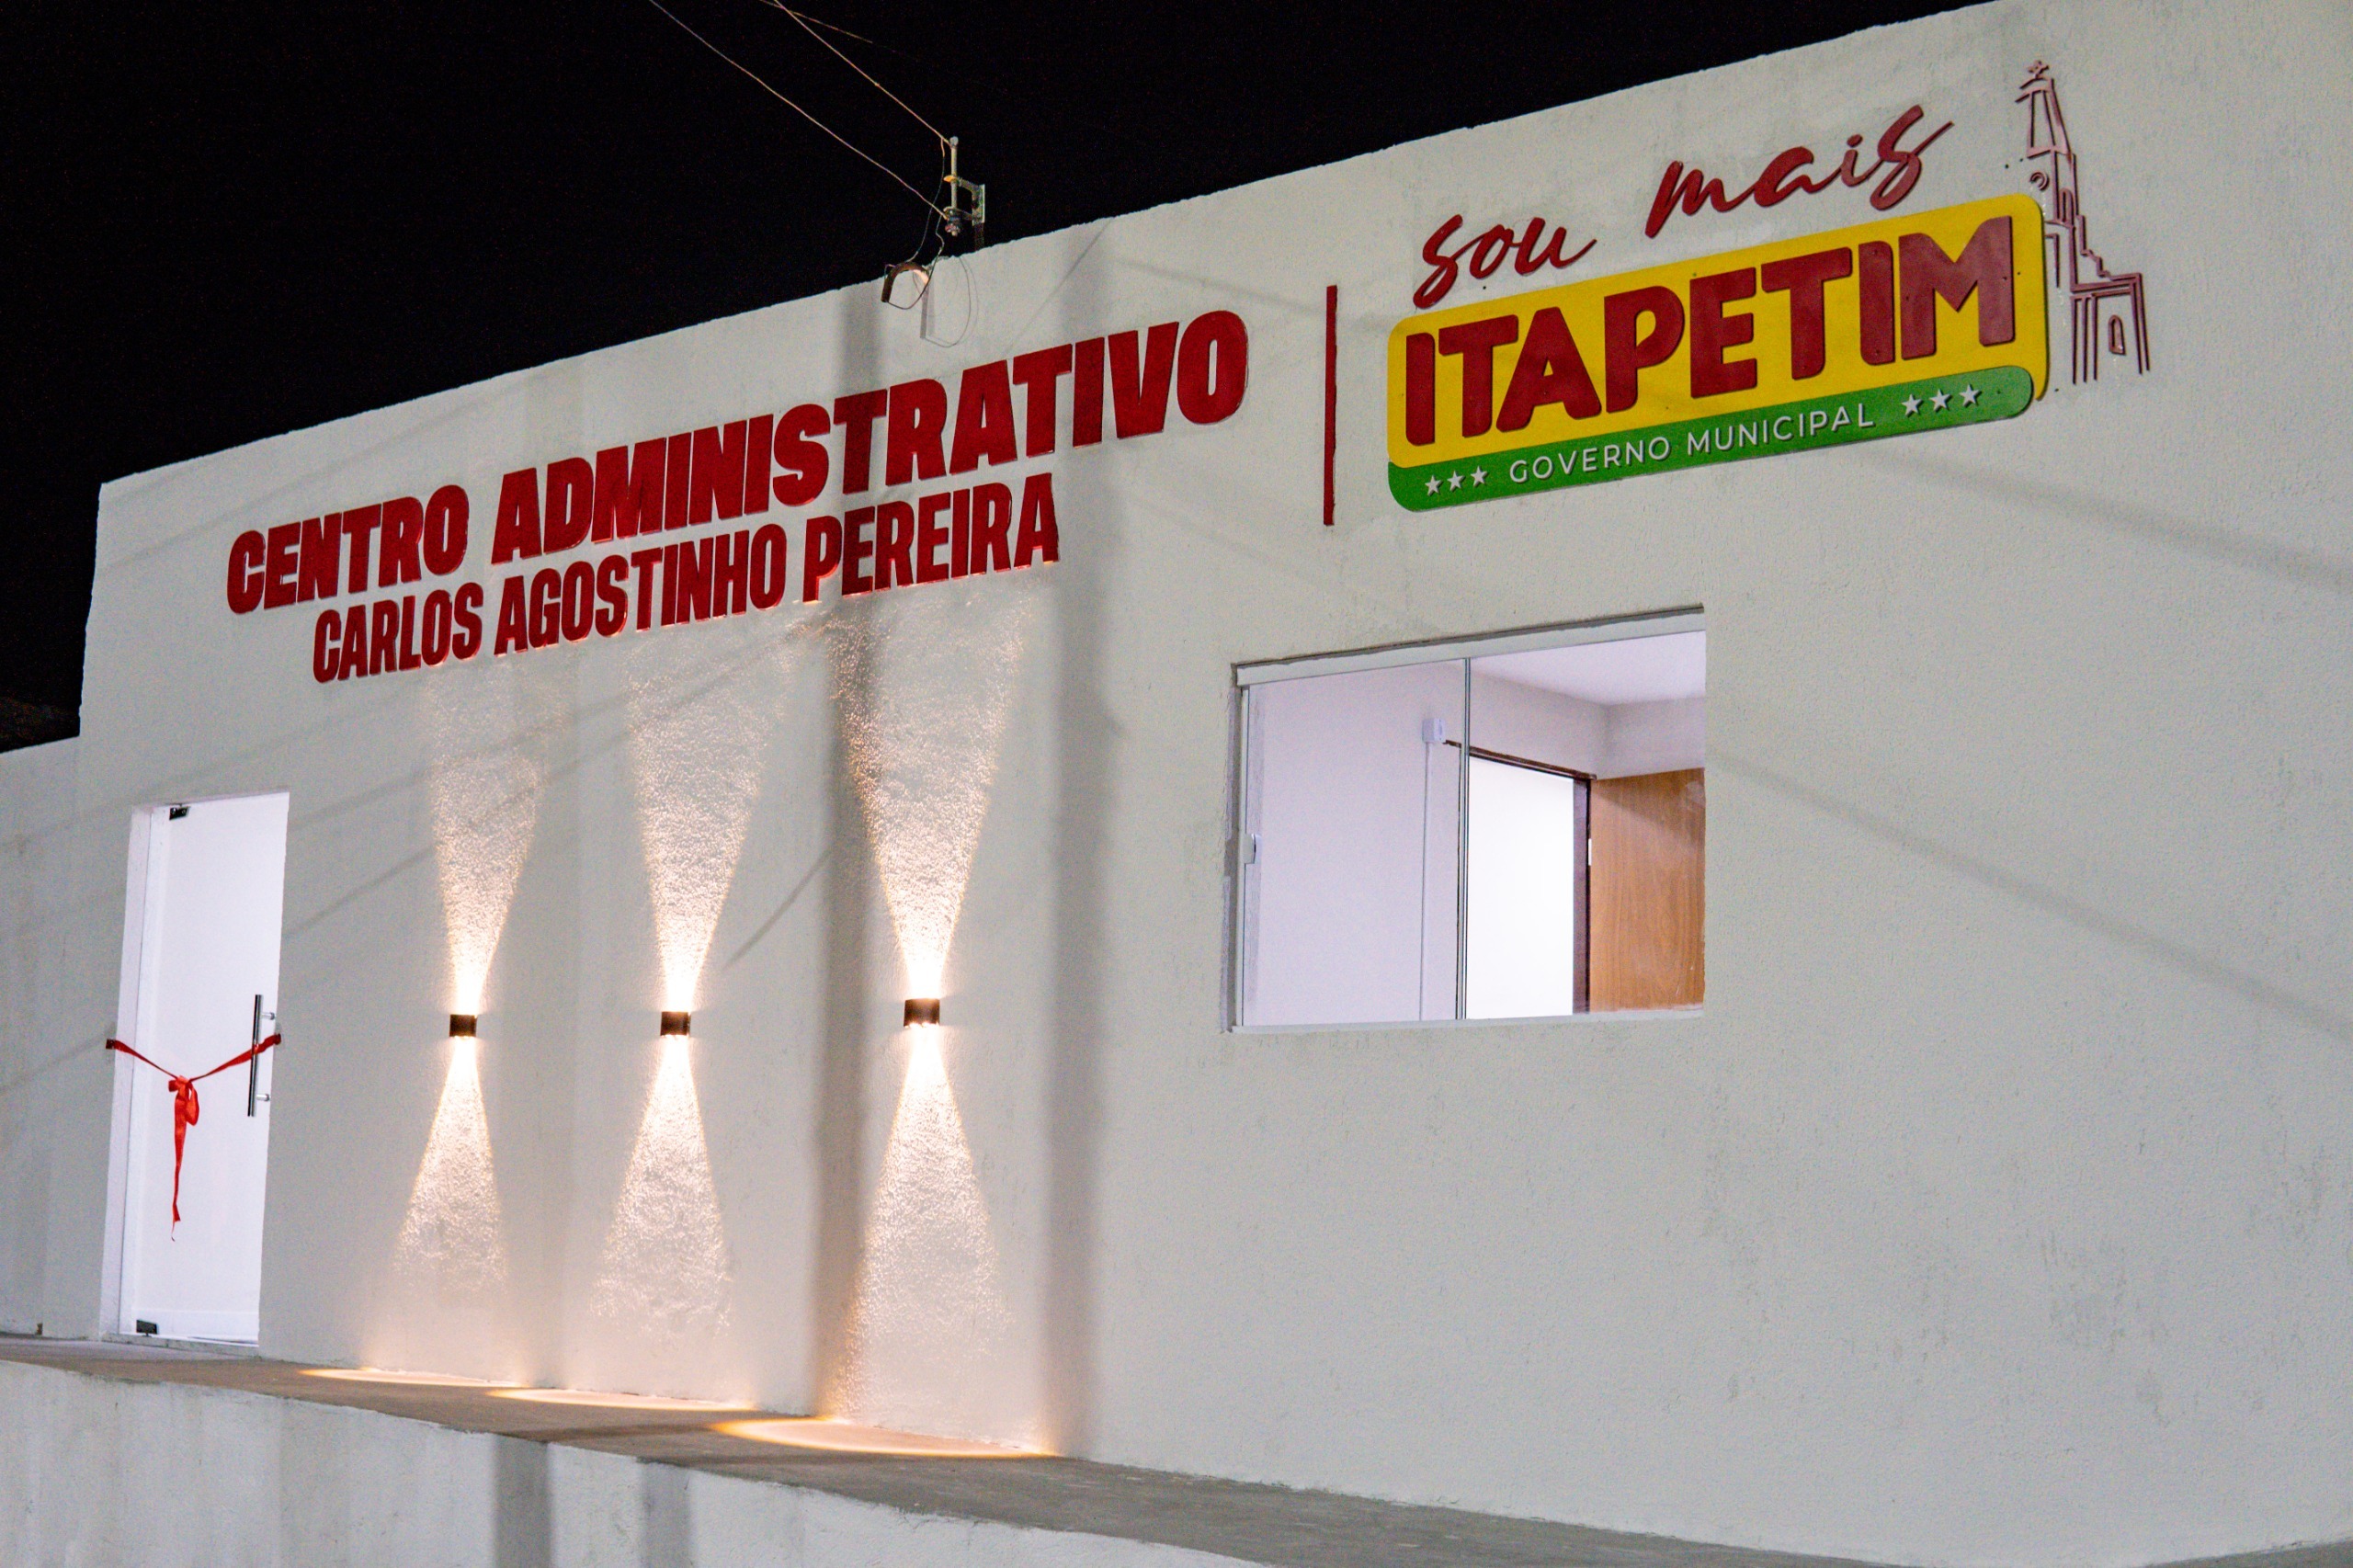 CENTRO ADMINISTRATIVO
CARLOS AGOSTINHO PEREIRA
sou mais
ITAPETIM
★★★ GOVERNO MUNICIPAL ★★★